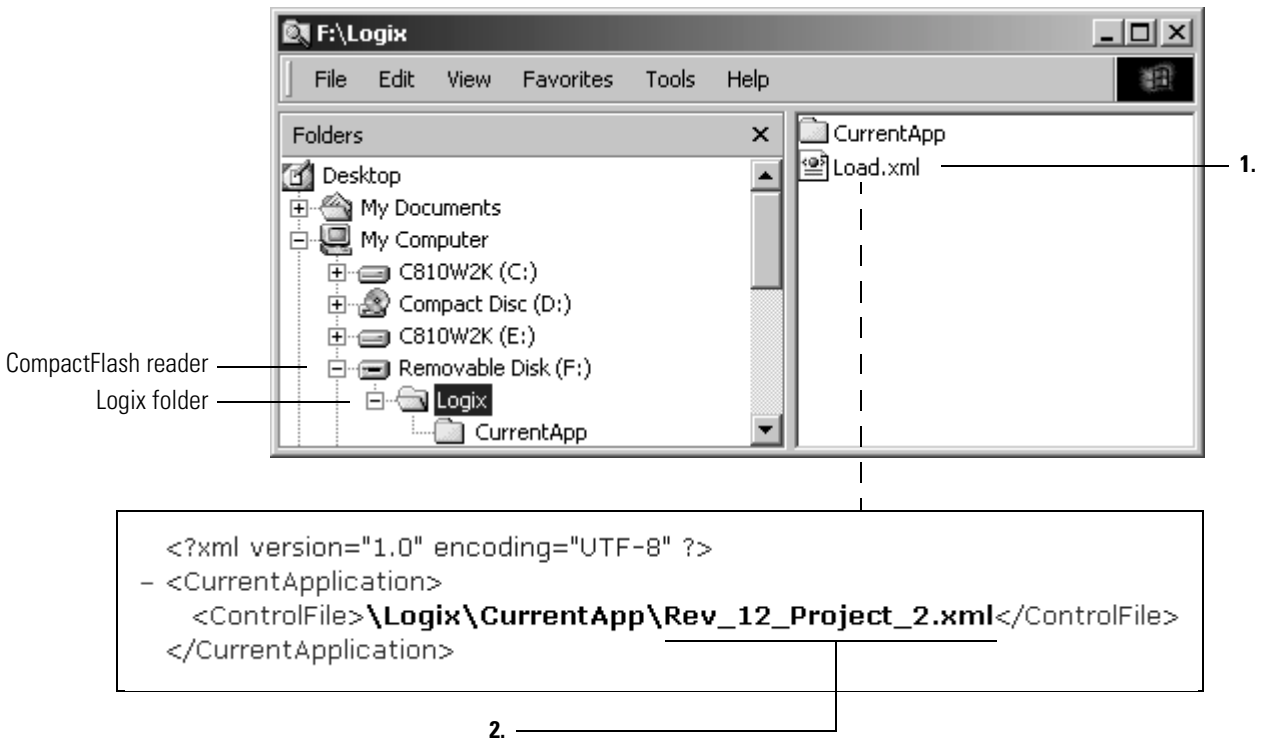 F:\Logix
File Edit View Favorites Tools Help
Folders
Desktop
My Documents
My Computer
C810W2K (C:)
Compact Disc (D:)
C810W2K (E:)
Removable Disk (F:)
Logix
CurrentApp
CurrentApp
Load.xml
1.
CompactFlash reader
Logix folder
<?xml version="1.0" encoding="UTF-8" ?>
– <CurrentApplication>
<ControlFile>\Logix\CurrentApp\Rev_12_Project_2.xml</ControlFile>
</CurrentApplication>
2.